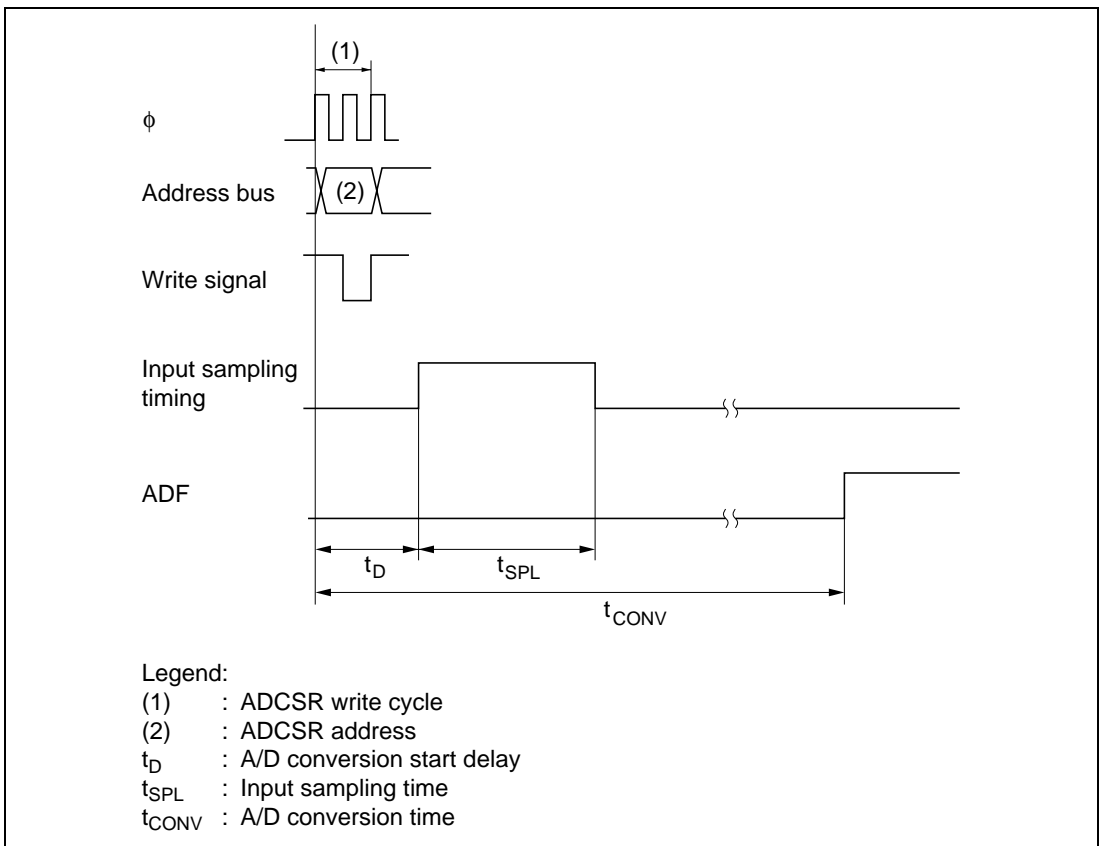 (1)
ϕ
Address bus
(2)
Write signal
Input sampling
timing
ADF
tD
tSPL
tCONV
Legend:
(1) : ADCSR write cycle
(2) : ADCSR address
tD : A/D conversion start delay
tSPL : Input sampling time
tCONV : A/D conversion time